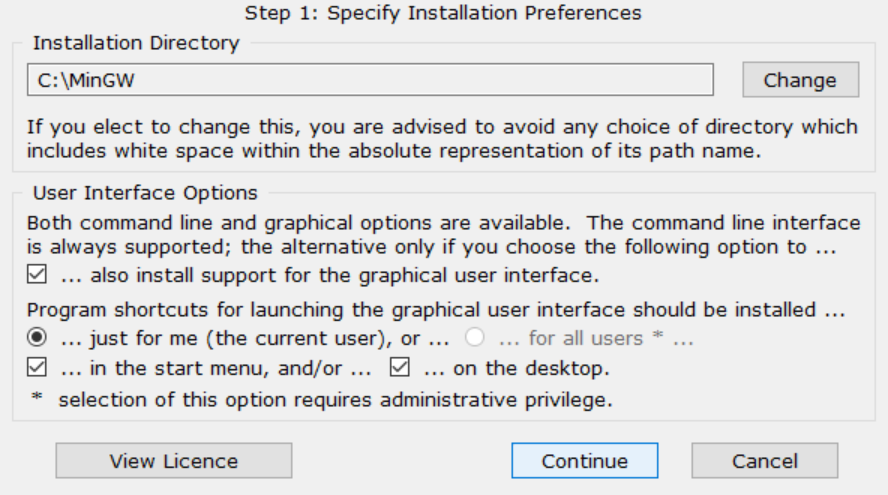 Step 1: Specify Installation Preferences
Installation Directory
C:\MinGW
Change
If you elect to change this, you are advised to avoid any choice of directory which
includes white space within the absolute representation of its path name.
User Interface Options
Both command line and graphical options are available.  The command line interface
is always supported; the alternative only if you choose the following option to ...
... also install support for the graphical user interface.
Program shortcuts for launching the graphical user interface should be installed ...
... just for me (the current user), or ... ... for all users * ...
... in the start menu, and/or ... ... on the desktop.
* selection of this option requires administrative privilege.
View Licence Continue Cancel